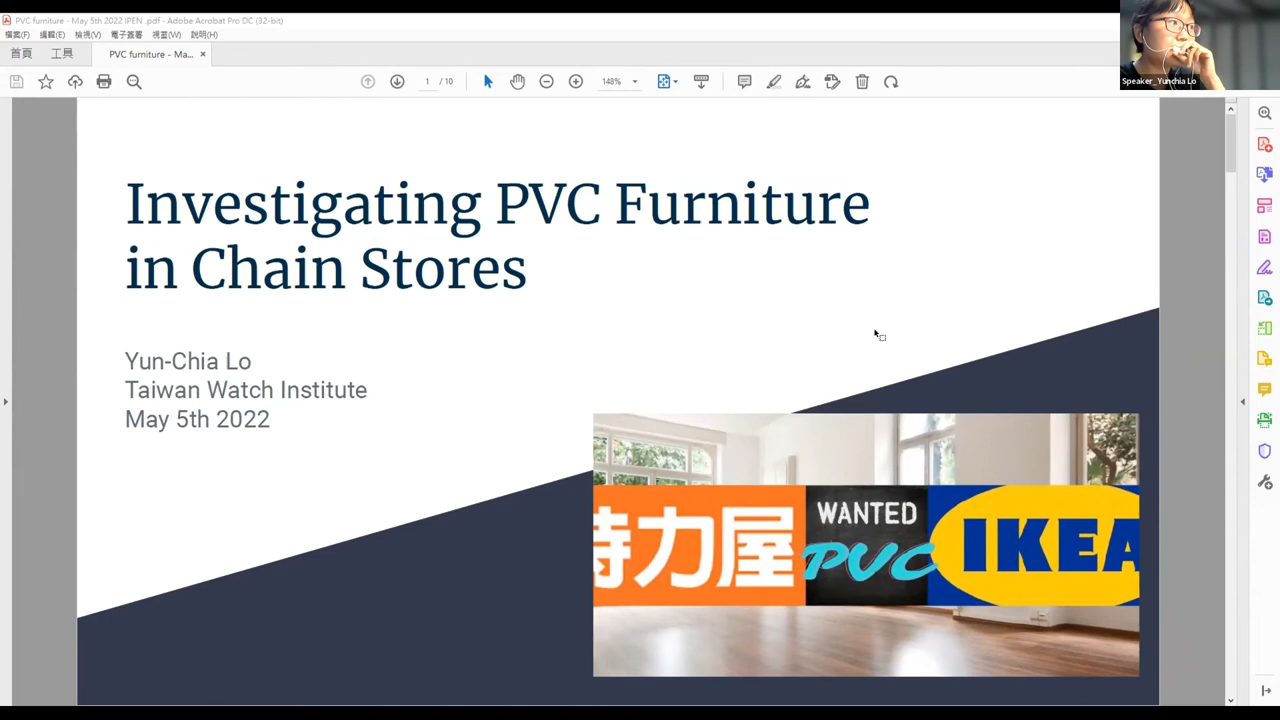 PVC furniture - May 5th 2022 IPEN .pdf - Adobe Acrobat Pro DC (32-bit)
檔案(F) 編輯(E) 檢視(V) 電子簽署 視窗(W) 說明(H)
首頁 工具 PVC furniture - Ma... ×
1 / 10 148%
Speaker_Yunchia Lo
Investigating PVC Furniture
in Chain Stores
Yun-Chia Lo
Taiwan Watch Institute
May 5th 2022
特力屋 WANTED PVC IKEA